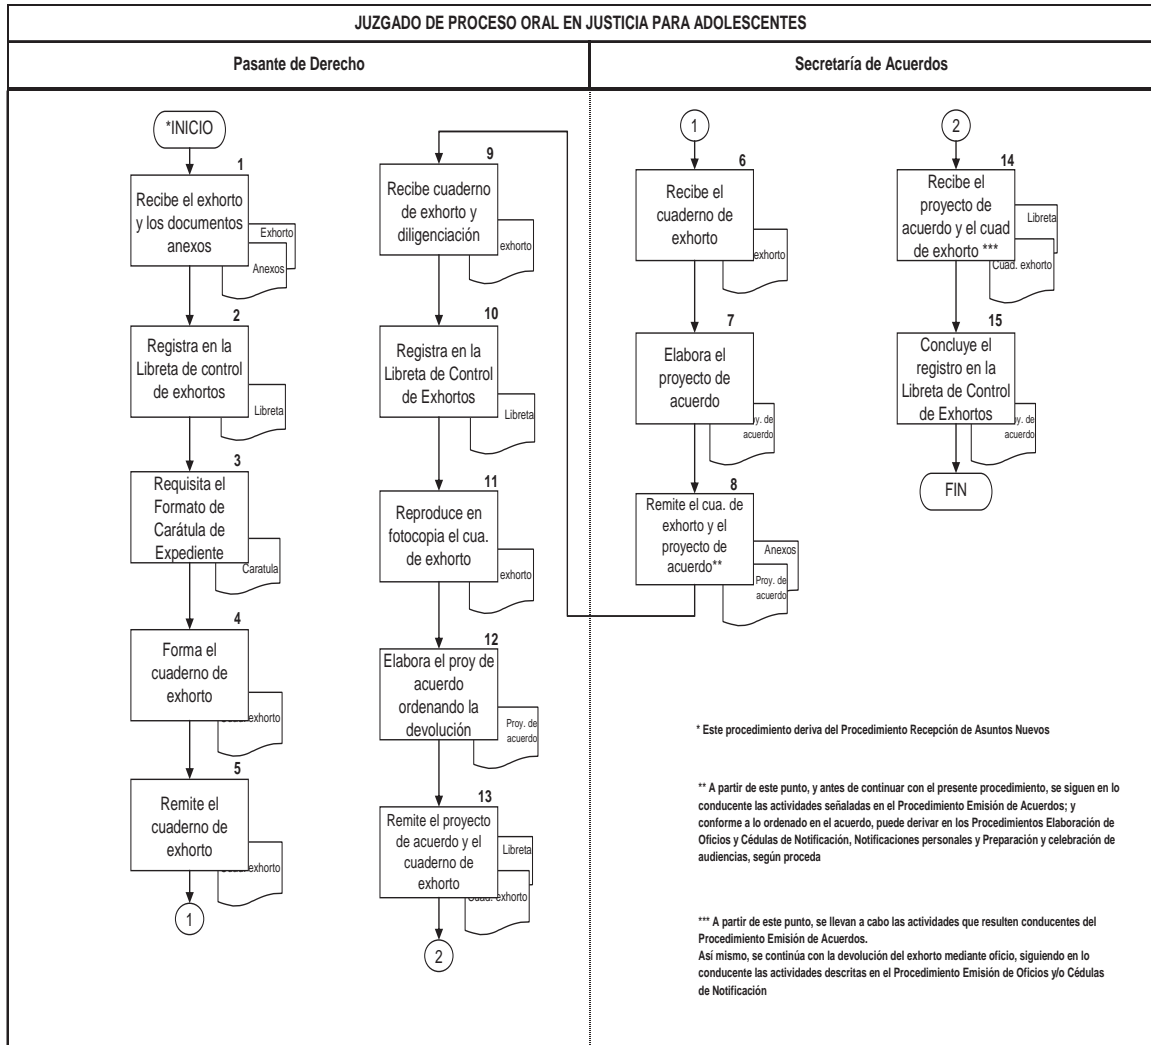 JUZGADO DE PROCESO ORAL EN JUSTICIA PARA ADOLESCENTES
Pasante de Derecho
Secretaría de Acuerdos
*INICIO
1
Recibe el exhorto
y los documentos
anexos
Exhorto
Anexos
2
Registra en la
Libreta de control
de exhortos
Libreta
3
Requisita el
Formato de
Carátula de
Expediente
Caratula
4
Forma el
cuaderno de
exhorto
exhorto
5
Remite el
cuaderno de
exhorto
exhorto
1
9
Recibe cuaderno
de exhorto y
diligenciación
exhorto
10
Registra en la
Libreta de Control
de Exhortos
Libreta
11
Reproduce en
fotocopia el cua.
de exhorto
exhorto
12
Elabora el proy de
acuerdo
ordenando la
devolución
Proy. de
acuerdo
13
Remite el proyecto
de acuerdo y el
cuaderno de
exhorto
Libreta
Cuad. exhorto
2
1
6
Recibe el
cuaderno de
exhorto
exhorto
7
Elabora el
proyecto de
acuerdo
oy. de
acuerdo
8
Remite el cua. de
exhorto y el
proyecto de
acuerdo**
Anexos
Proy. de
acuerdo
2
14
Recibe el
proyecto de
acuerdo y el cuad
de exhorto ***
Libreta
Cuad. exhorto
15
Concluye el
registro en la
Libreta de Control
de Exhortos
oy. de
acuerdo
FIN
* Este procedimiento deriva del Procedimiento Recepción de Asuntos Nuevos
** A partir de este punto, y antes de continuar con el presente procedimiento, se siguen en lo
conducente las actividades señaladas en el Procedimiento Emisión de Acuerdos; y
conforme a lo ordenado en el acuerdo, puede derivar en los Procedimientos Elaboración de
Oficios y Cédulas de Notificación, Notificaciones personales y Preparación y celebración de
audiencias, según proceda
*** A partir de este punto, se llevan a cabo las actividades que resulten conducentes del
Procedimiento Emisión de Acuerdos.
Así mismo, se continúa con la devolución del exhorto mediante oficio, siguiendo en lo
conducente las actividades descritas en el Procedimiento Emisión de Oficios y/o Cédulas
de Notificación